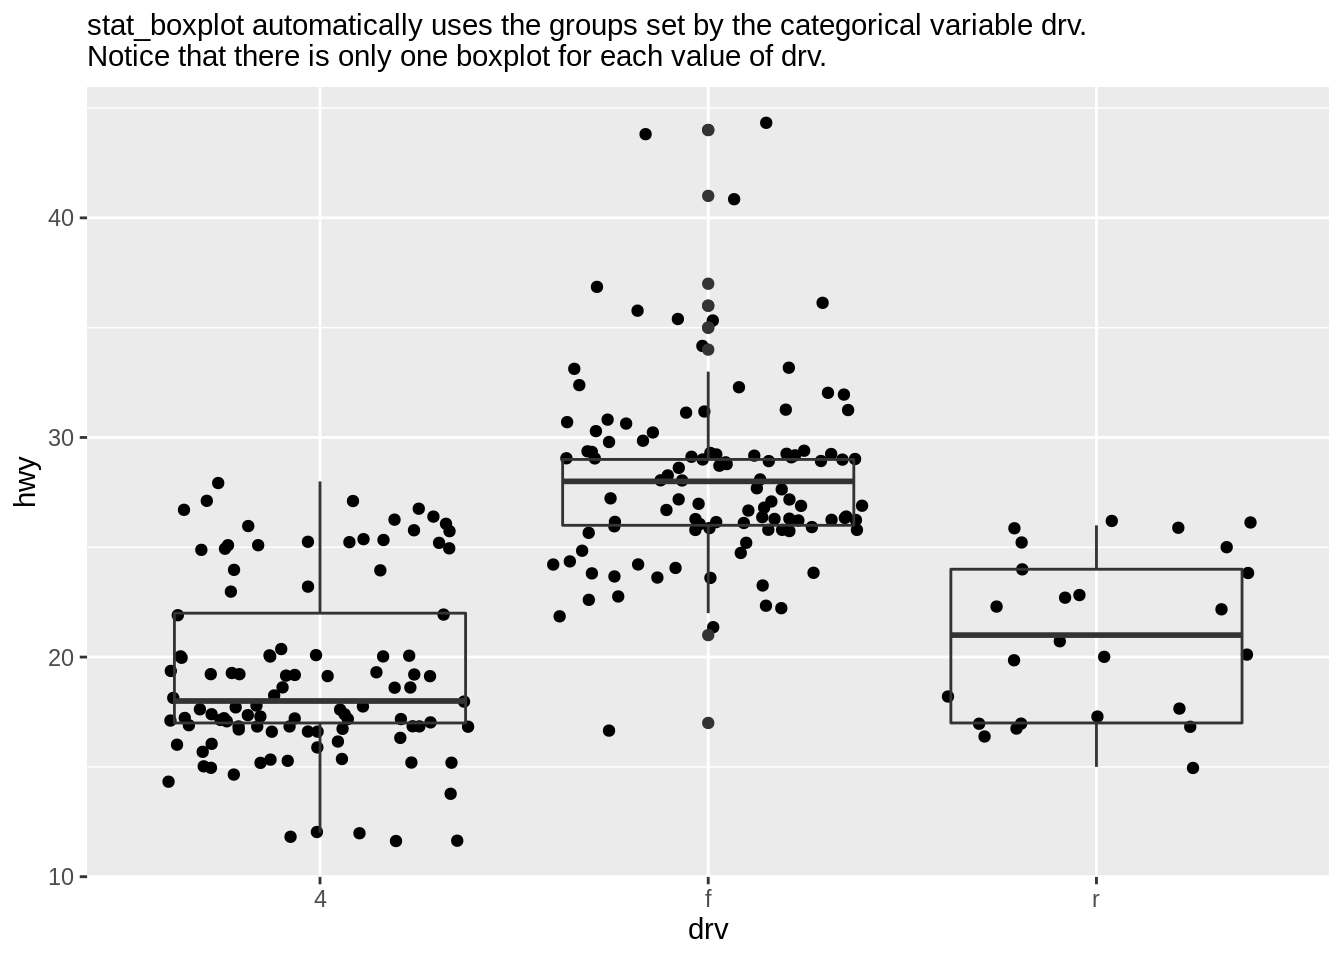 stat_boxplot automatically uses the groups set by the categorical variable drv.
Notice that there is only one boxplot for each value of drv.
40
30
20
10
hwy
4
f
r
drv